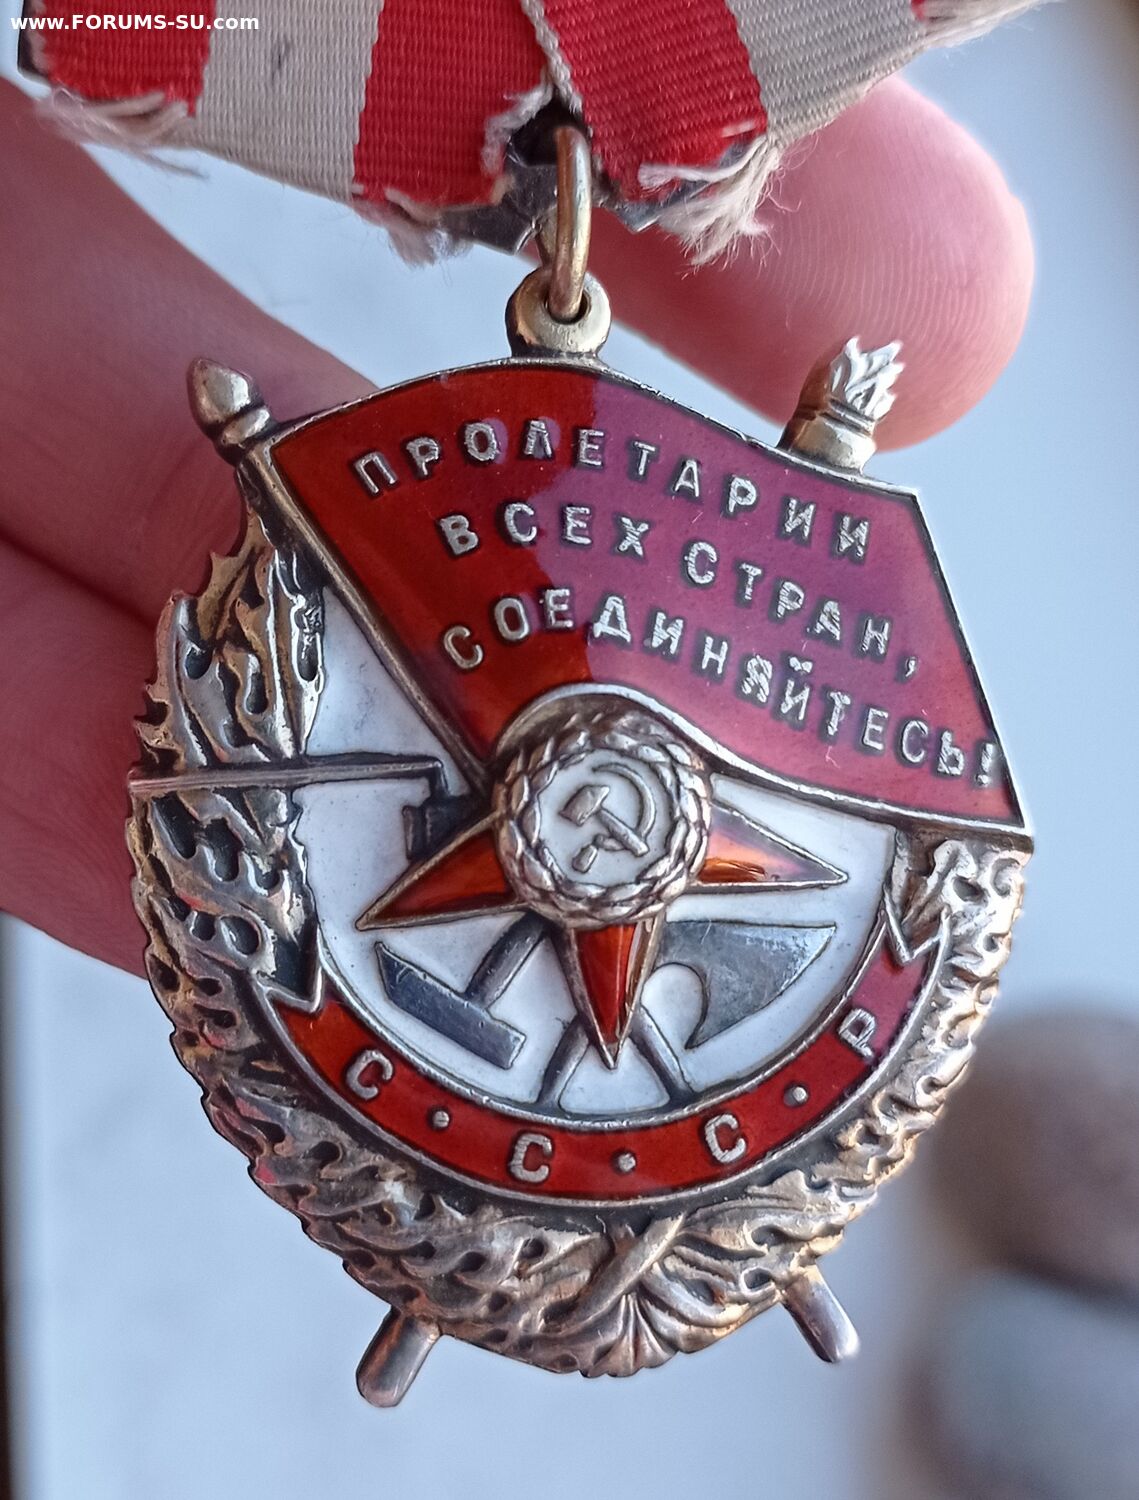 www.FORUMS-SU.com
ПРОЛЕТАРИИ
ВСЕХ СТРАН,
СОЕДИНЯЙТЕСЬ!
С·С·С·Р